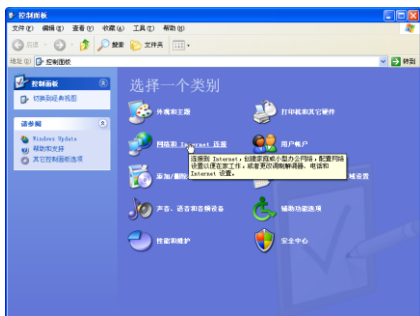 控制面板
文件(F) 编辑(E) 查看(V) 收藏(A) 工具(T) 帮助(H)
后退 搜索 文件夹
地址(D) 控制面板 转到
控制面板
切换到经典视图
请参阅
Windows Update
帮助和支持
其它控制面板选项
选择一个类别
外观和主题
打印机和其它硬件
网络和 Internet 连接
用户帐户
连接到 Internet，创建家庭或小型办公网络，配置网络
设置以便在家工作，或者更改调制解调器、电话和
Internet 设置。
添加/删除
域设置
声音、语音和音频设备
辅助功能选项
性能和维护
安全中心